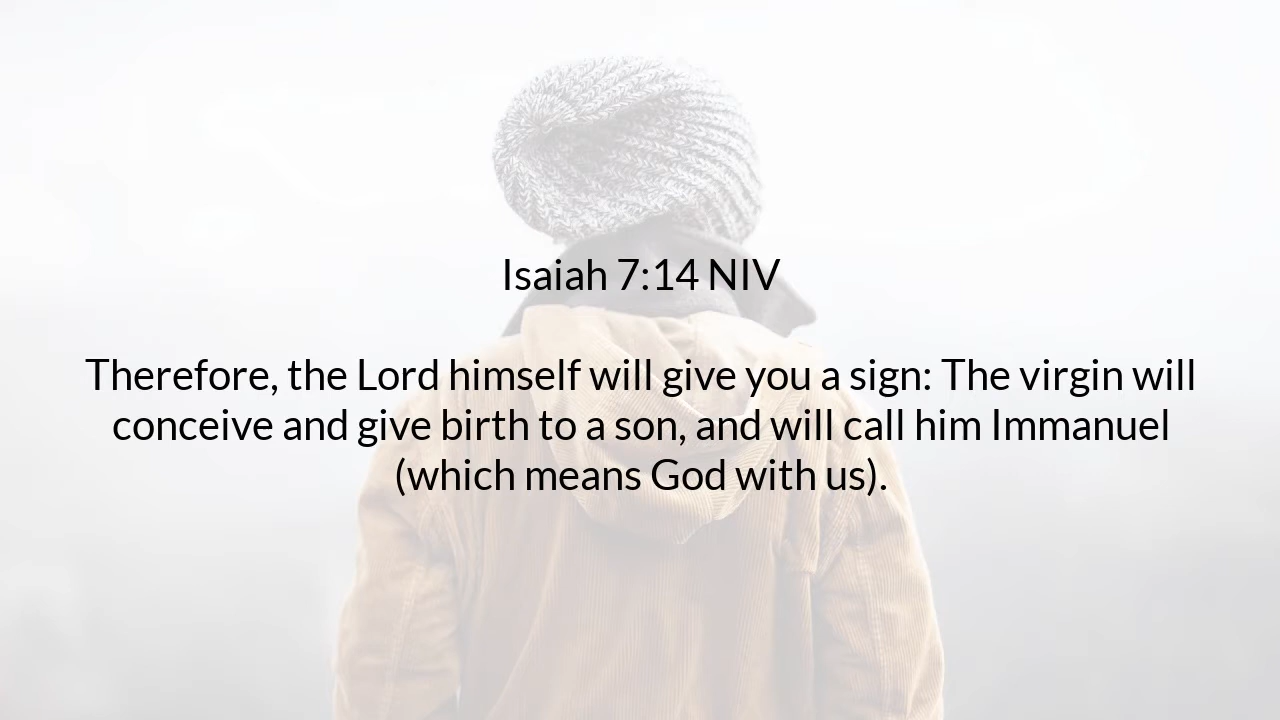 Isaiah 7:14 NIV
Therefore, the Lord himself will give you a sign: The virgin will
conceive and give birth to a son, and will call him Immanuel
(which means God with us).